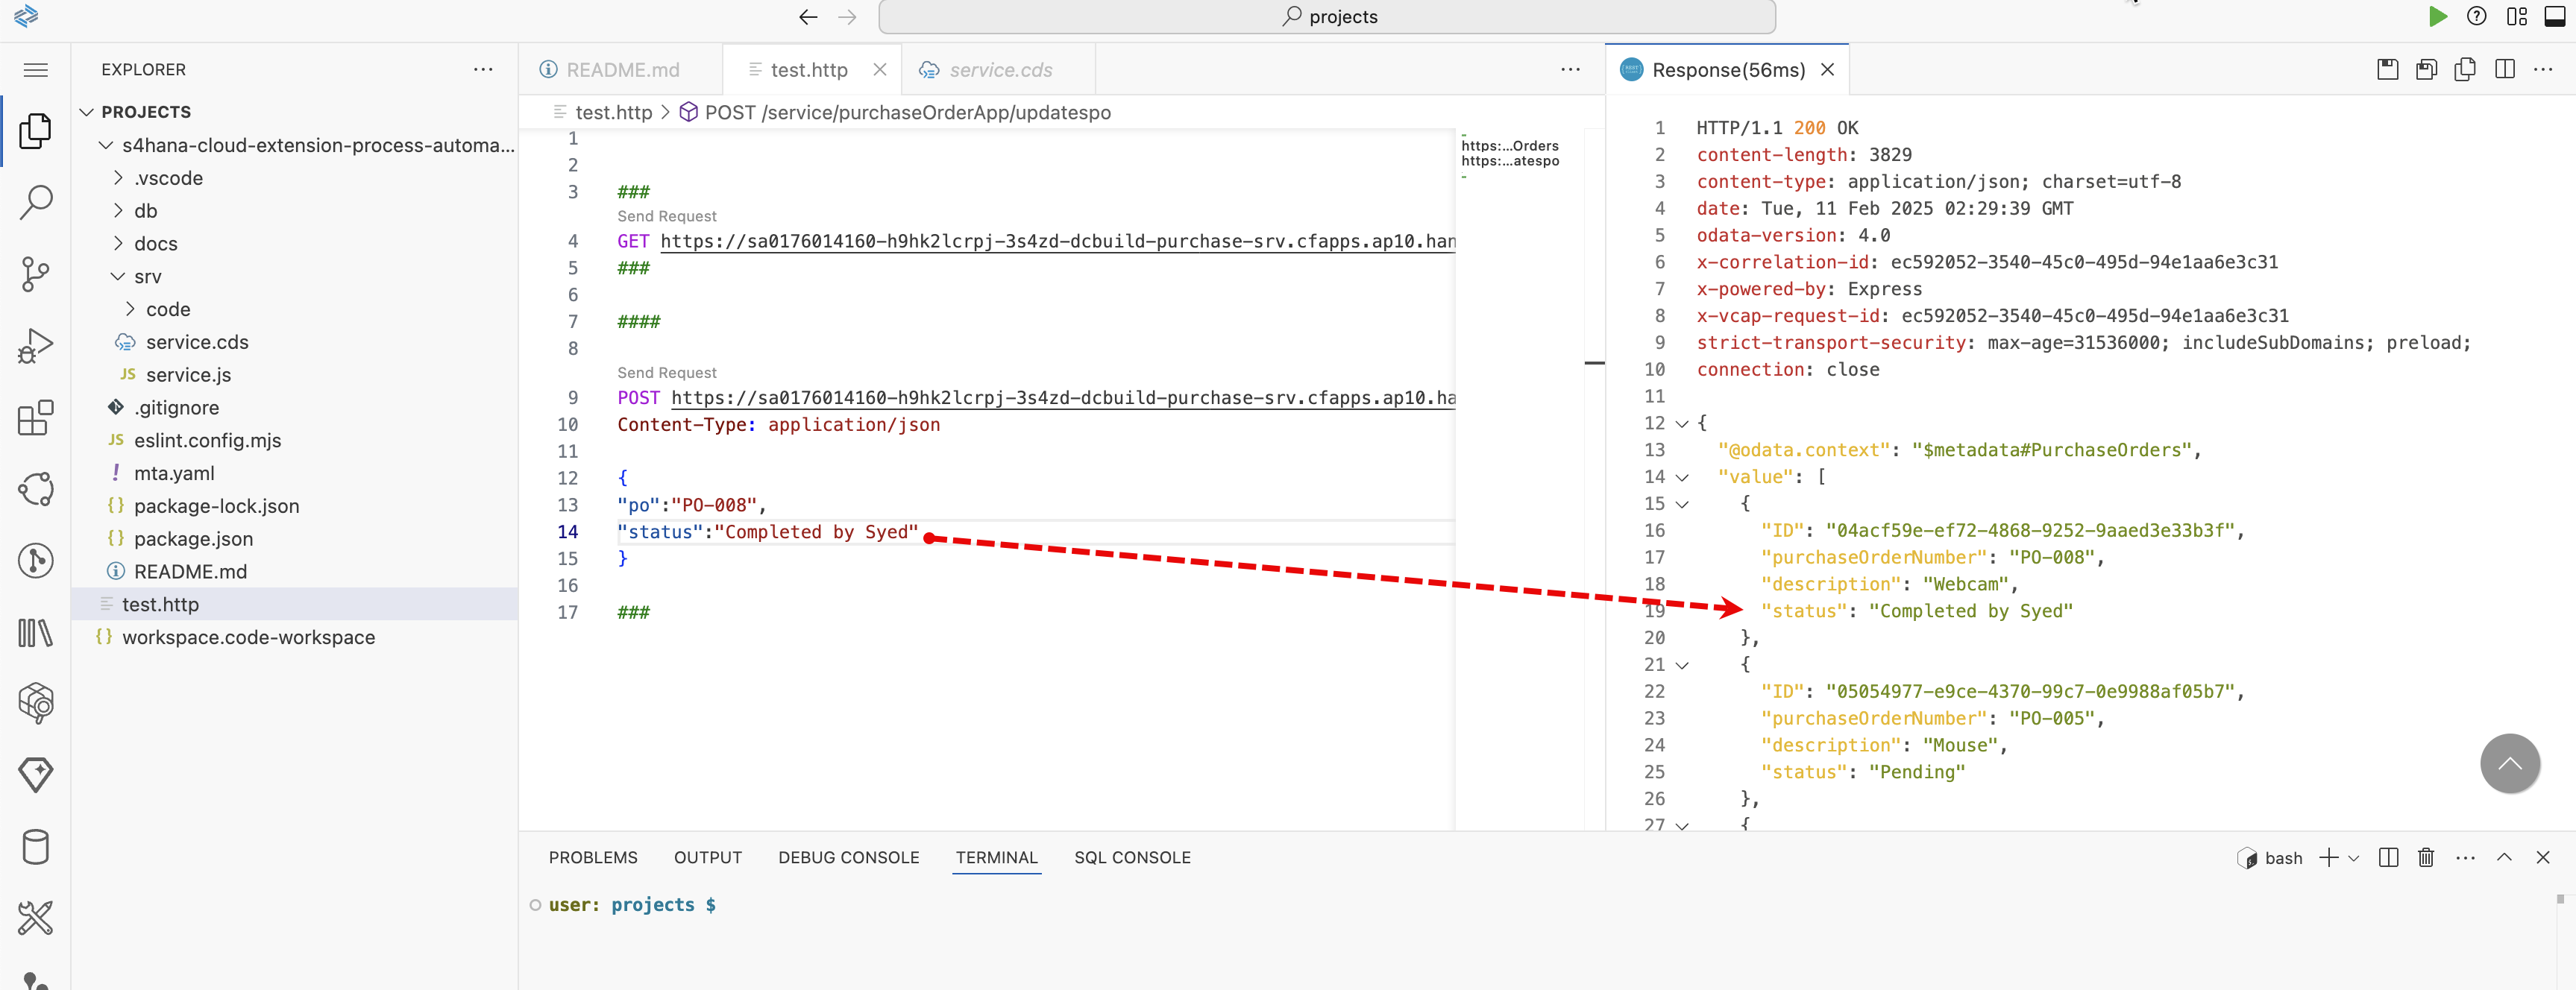 projects
EXPLORER
PROJECTS
s4hana-cloud-extension-process-automa...
.vscode
db
docs
srv
code
service.cds
JS service.js
.gitignore
JS eslint.config.mjs
! mta.yaml
{} package-lock.json
{} package.json
README.md
test.http
{} workspace.code-workspace
README.md
test.http
service.cds
test.http > POST /service/purchaseOrderApp/updatespo
1
2
3 ###
Send Request
4 GET https://sa0176014160-h9hk2lcrpj-3s4zd-dcbuild-purchase-srv.cfapps.ap10.han
5 ###
6
7 ####
8
Send Request
9 POST https://sa0176014160-h9hk2lcrpj-3s4zd-dcbuild-purchase-srv.cfapps.ap10.ha
10 Content-Type: application/json
11
12 {
13 "po":"PO-008",
14 "status":"Completed by Syed"
15 }
16
17 ###
https:...Orders
https:...atespo
Response(56ms)
1 HTTP/1.1 200 OK
2 content-length: 3829
3 content-type: application/json; charset=utf-8
4 date: Tue, 11 Feb 2025 02:29:39 GMT
5 odata-version: 4.0
6 x-correlation-id: ec592052-3540-45c0-495d-94e1aa6e3c31
7 x-powered-by: Express
8 x-vcap-request-id: ec592052-3540-45c0-495d-94e1aa6e3c31
9 strict-transport-security: max-age=31536000; includeSubDomains; preload;
10 connection: close
11
12 {
13 "@odata.context": "$metadata#PurchaseOrders",
14 "value": [
15 {
16 "ID": "04acf59e-ef72-4868-9252-9aaed3e33b3f",
17 "purchaseOrderNumber": "PO-008",
18 "description": "Webcam",
19 "status": "Completed by Syed"
20 },
21 {
22 "ID": "05054977-e9ce-4370-99c7-0e9988af05b7",
23 "purchaseOrderNumber": "PO-005",
24 "description": "Mouse",
25 "status": "Pending"
26 },
27 {
PROBLEMS OUTPUT DEBUG CONSOLE TERMINAL SQL CONSOLE
bash
user: projects $